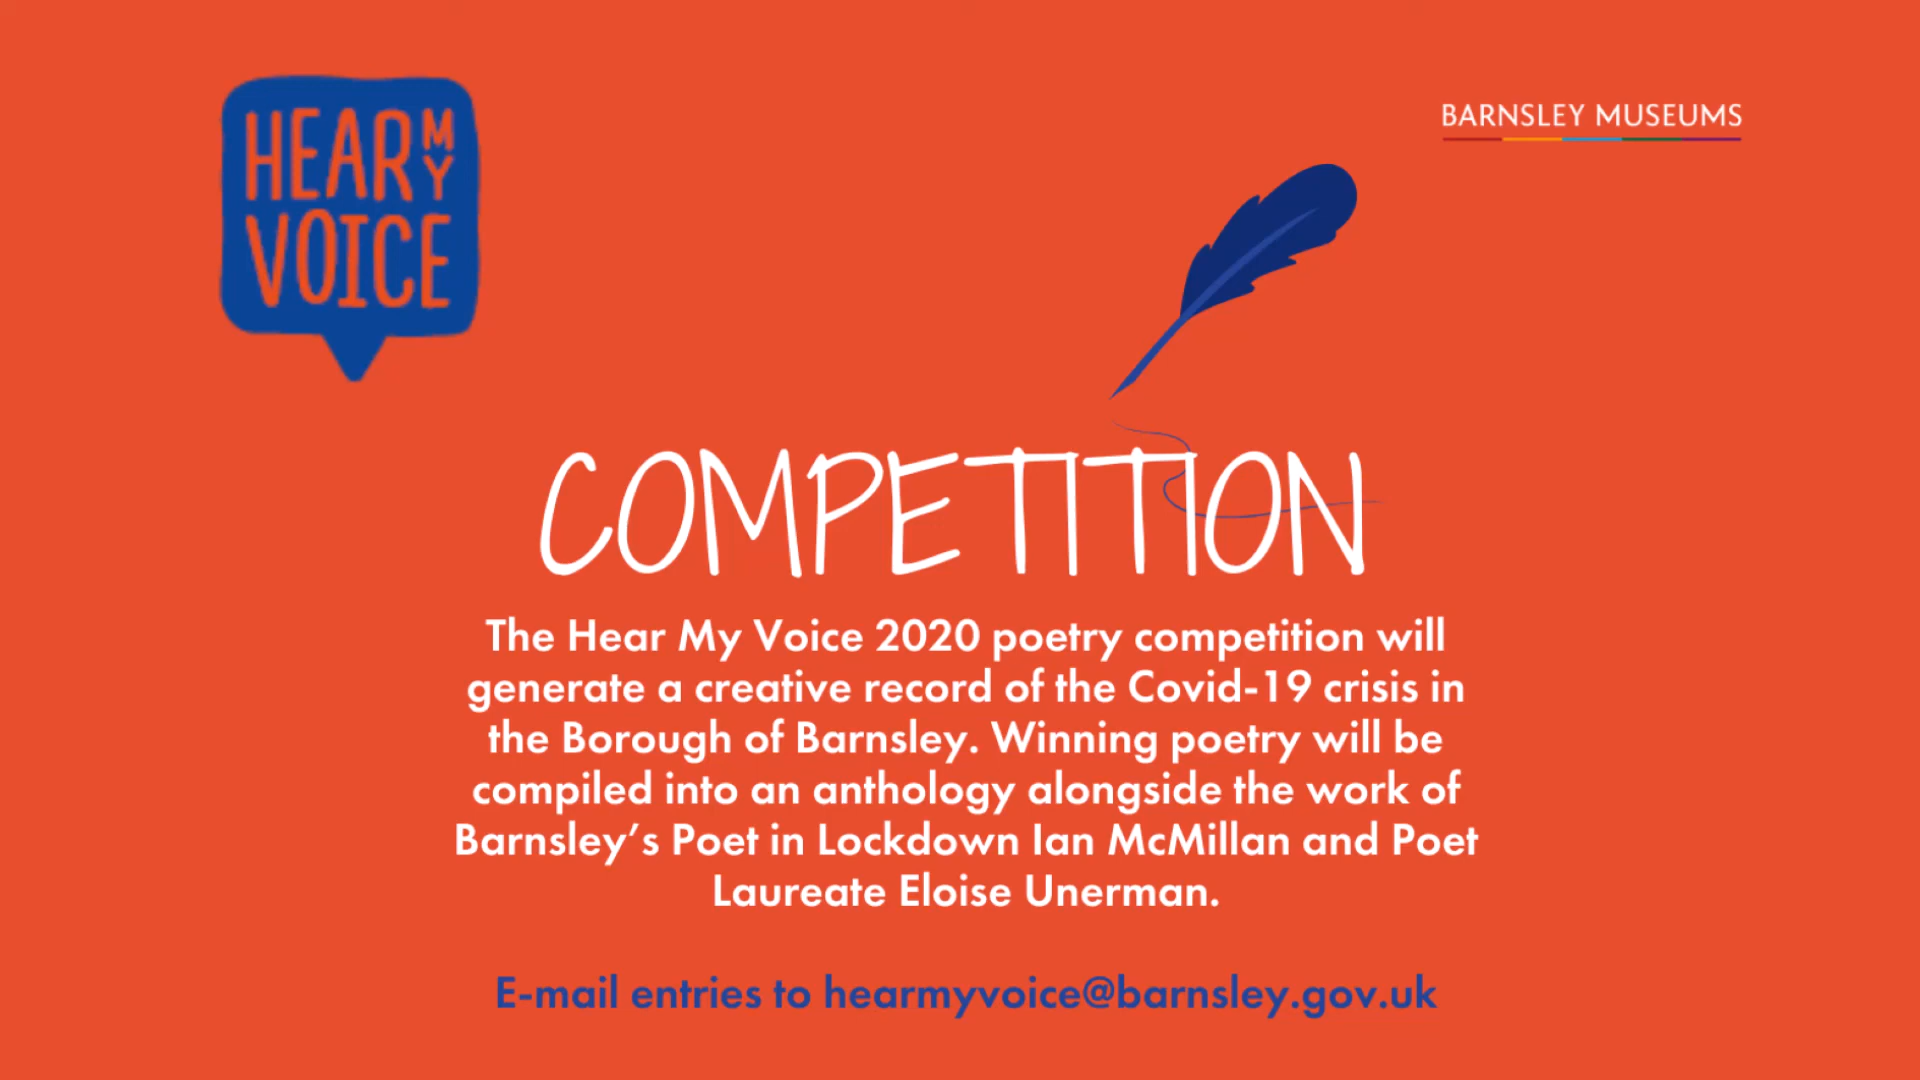 HEAR MY
VOICE
BARNSLEY MUSEUMS
COMPETITION
The Hear My Voice 2020 poetry competition will
generate a creative record of the Covid-19 crisis in
the Borough of Barnsley. Winning poetry will be
compiled into an anthology alongside the work of
Barnsley’s Poet in Lockdown Ian McMillan and Poet
Laureate Eloise Unerman.
E-mail entries to hearmyvoice@barnsley.gov.uk